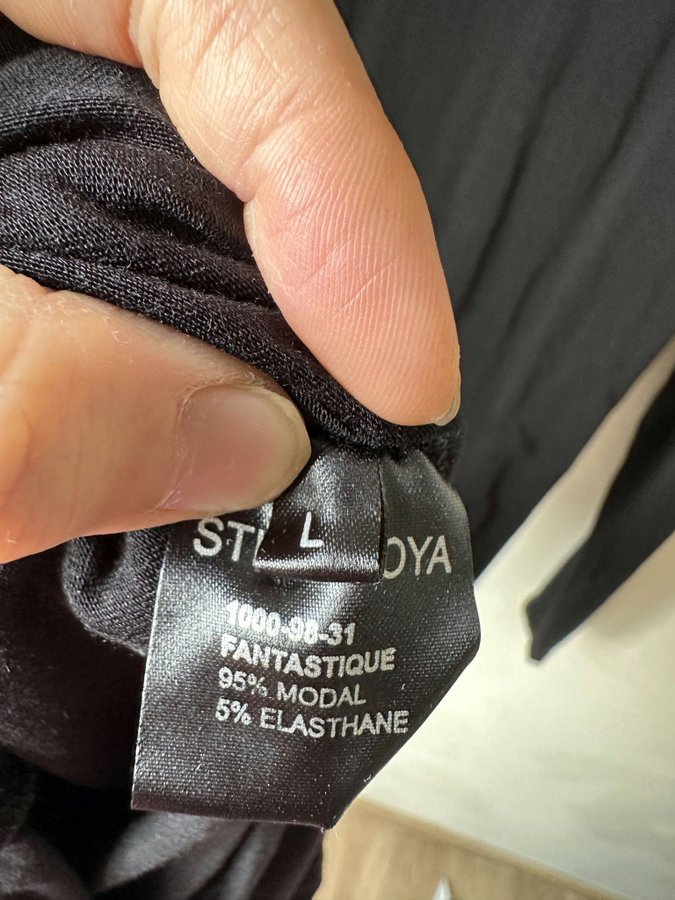 L
1000-98-31
FANTASTIQUE
95% MODAL
5% ELASTHANE